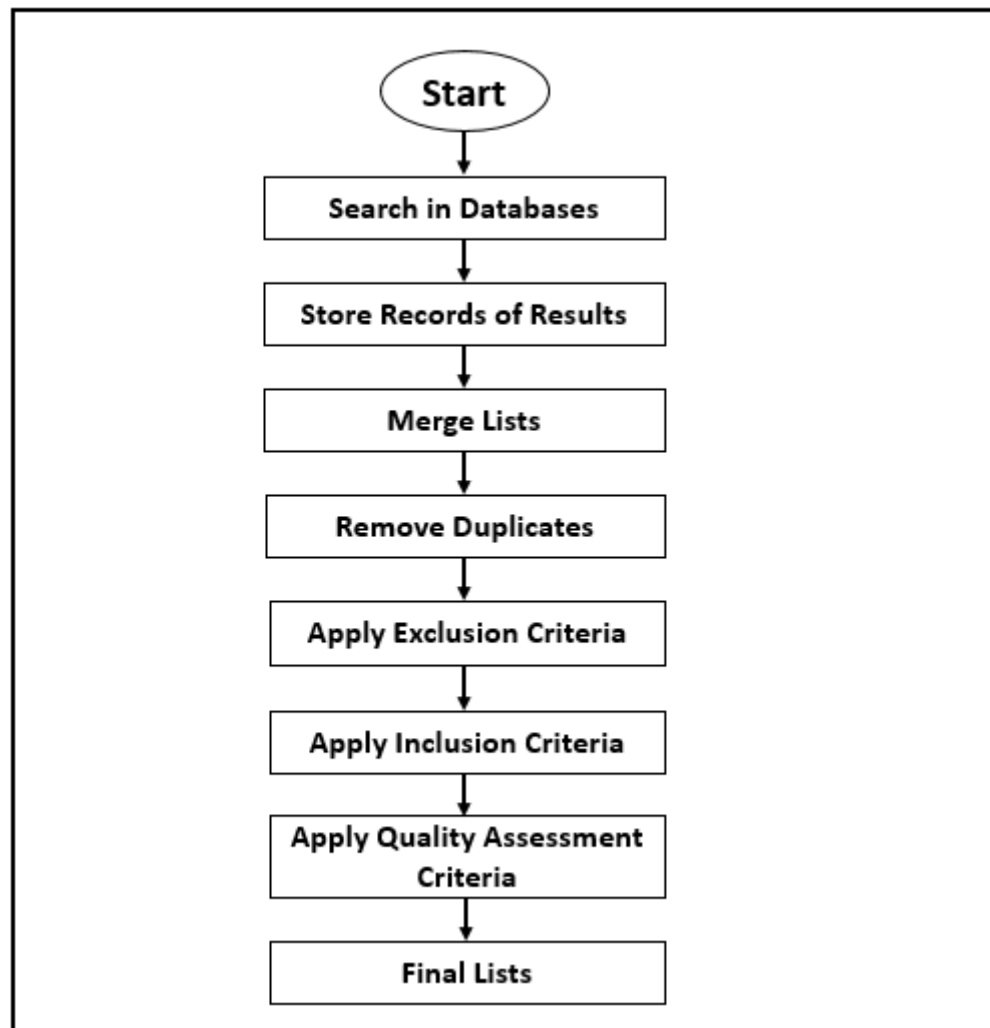 Start
Search in Databases
Store Records of Results
Merge Lists
Remove Duplicates
Apply Exclusion Criteria
Apply Inclusion Criteria
Apply Quality Assessment
Criteria
Final Lists